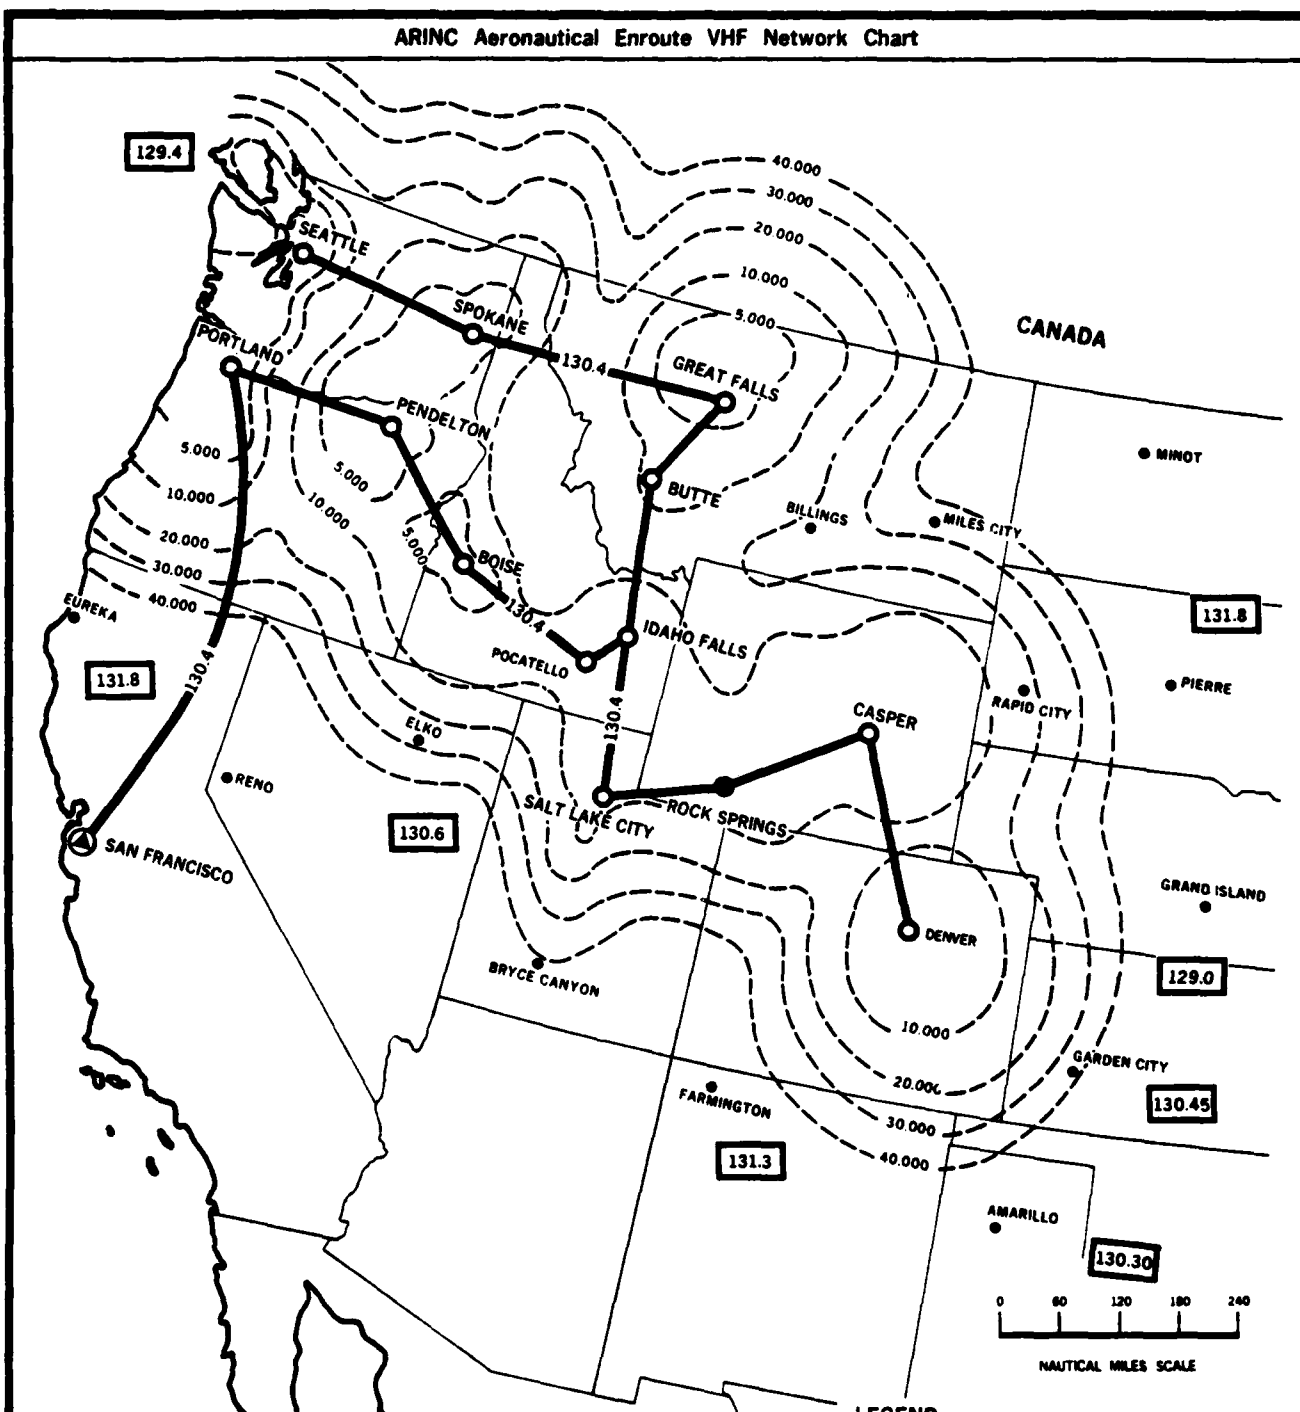 ARINC Aeronautical Enroute VHF Network Chart
129.4
40.000
30.000
20.000
10.000
5.000
SEATTLE
SPOKANE
130.4
CANADA
PORTLAND
GREAT FALLS
PENDELTON
MINOT
5.000
5.000
10.000
10.000
BUTTE
BILLINGS
MILES CITY
20.000
5.000
BOISE
30.000
40.000
EUREKA
130.4
131.8
IDAHO FALLS
POCATELLO
131.8
130.4
PIERRE
RAPID CITY
130.4
CASPER
ELKO
RENO
SALT LAKE CITY
ROCK SPRINGS
130.6
SAN FRANCISCO
GRAND ISLAND
DENVER
BRYCE CANYON
129.0
10.000
GARDEN CITY
20.000
FARMINGTON
130.45
30.000
40.000
131.3
AMARILLO
130.30
0 60 120 180 240
NAUTICAL MILES SCALE
LEGEND